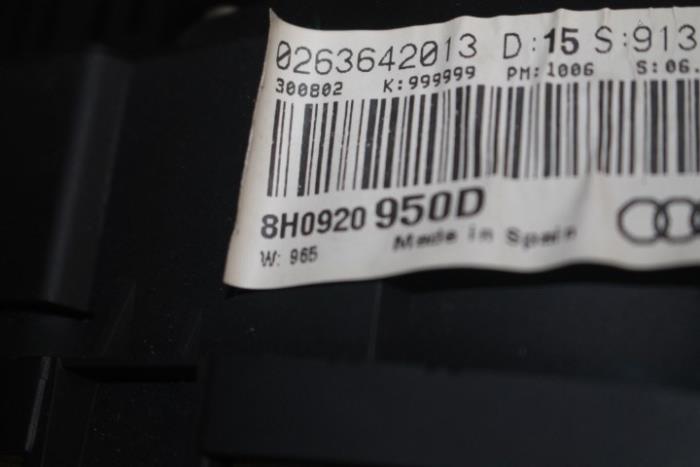 0263642013 D:15 S:913
300802 K:999999 PM:1006 S:06.
8H0920 950D
Made in Spain
W: 965